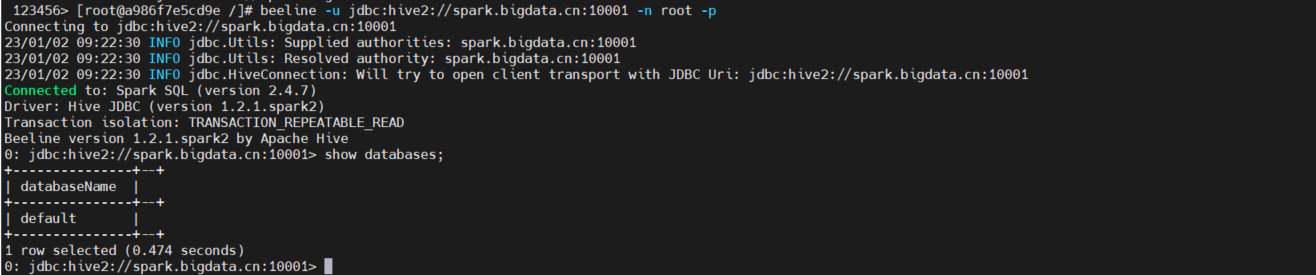 123456> [root@a986f7e5cd9e /]# beeline -u jdbc:hive2://spark.bigdata.cn:10001 -n root -p
Connecting to jdbc:hive2://spark.bigdata.cn:10001
23/01/02 09:22:30 INFO jdbc.Utils: Supplied authorities: spark.bigdata.cn:10001
23/01/02 09:22:30 INFO jdbc.Utils: Resolved authority: spark.bigdata.cn:10001
23/01/02 09:22:30 INFO jdbc.HiveConnection: Will try to open client transport with JDBC Uri: jdbc:hive2://spark.bigdata.cn:10001
Connected to: Spark SQL (version 2.4.7)
Driver: Hive JDBC (version 1.2.1.spark2)
Transaction isolation: TRANSACTION_REPEATABLE_READ
Beeline version 1.2.1.spark2 by Apache Hive
0: jdbc:hive2://spark.bigdata.cn:10001> show databases;
+---------------+--+
| databaseName  |
+---------------+--+
| default       |
+---------------+--+
1 row selected (0.474 seconds)
0: jdbc:hive2://spark.bigdata.cn:10001>